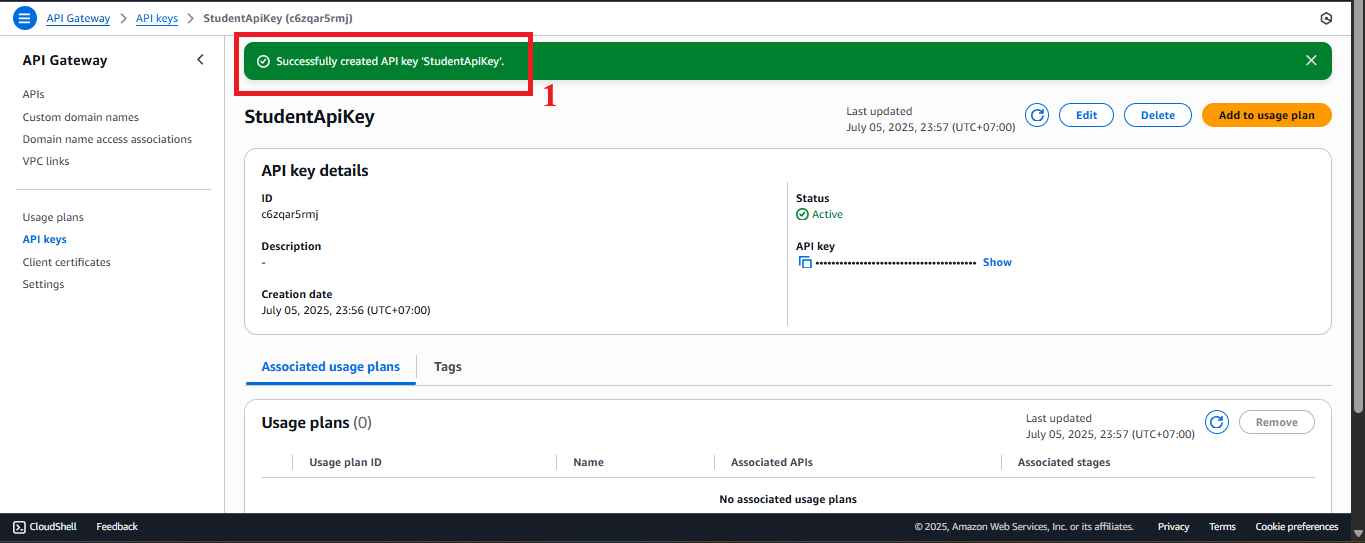 API Gateway > API keys > StudentApiKey (c6zqar5rmj)
API Gateway
APIs
Custom domain names
Domain name access associations
VPC links
Usage plans
API keys
Client certificates
Settings
Successfully created API key 'StudentApiKey'.
1
StudentApiKey
Last updated
July 05, 2025, 23:57 (UTC+07:00)
Edit
Delete
Add to usage plan
API key details
ID
c6zqar5rmj
Description
-
Creation date
July 05, 2025, 23:56 (UTC+07:00)
Status
Active
API key
•••••••••••••••••••••••••••••••••••••••• Show
Associated usage plans
Tags
Usage plans (0)
Last updated
July 05, 2025, 23:57 (UTC+07:00)
Remove
Usage plan ID
Name
Associated APIs
Associated stages
No associated usage plans
CloudShell
Feedback
© 2025, Amazon Web Services, Inc. or its affiliates.
Privacy
Terms
Cookie preferences